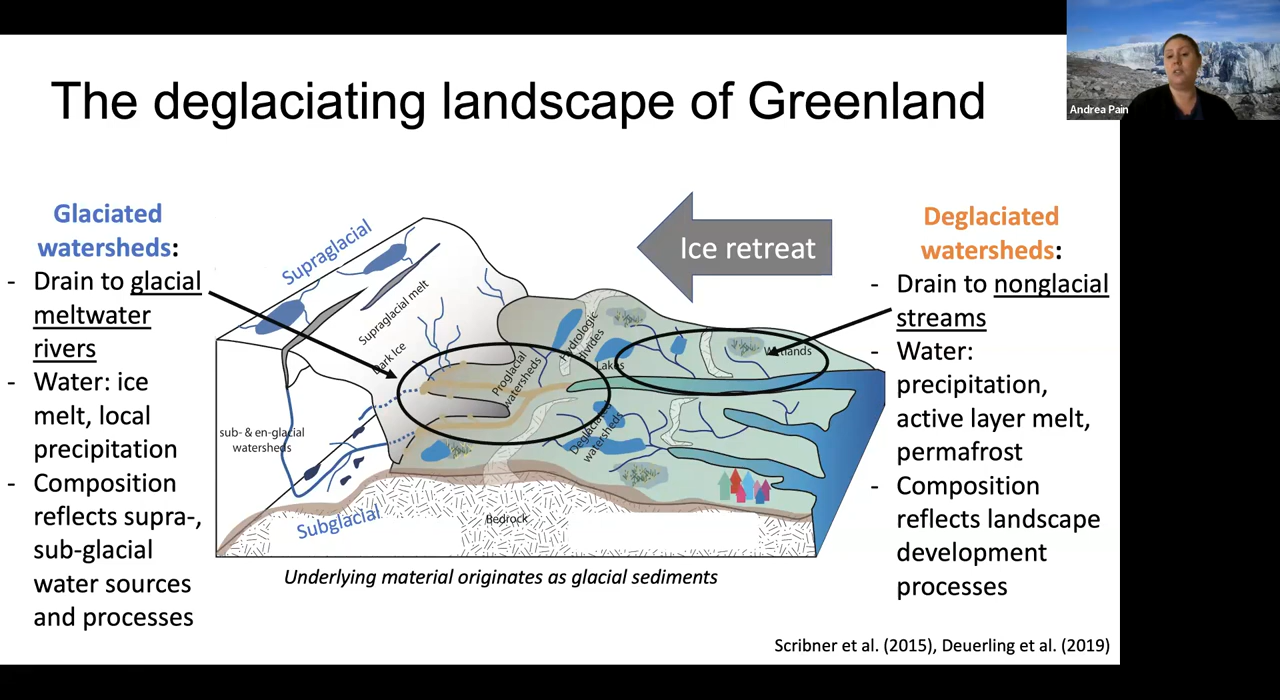 Andrea Pain
The deglaciating landscape of Greenland
Glaciated
watersheds:
- Drain to glacial
meltwater
rivers
- Water: ice
melt, local
precipitation
- Composition
reflects supra-,
sub-glacial
water sources
and processes
Supraglacial
Supraglacial melt
Dark Ice
sub- & en-glacial
watersheds
Subglacial
Proglacial
watersheds
Hydrologic
divides
Lakes
Wetlands
Deglaciated
watersheds
Bedrock
Ice retreat
Underlying material originates as glacial sediments
Deglaciated
watersheds:
- Drain to nonglacial
streams
- Water:
precipitation,
active layer melt,
permafrost
- Composition
reflects landscape
development
processes
Scribner et al. (2015), Deuerling et al. (2019)